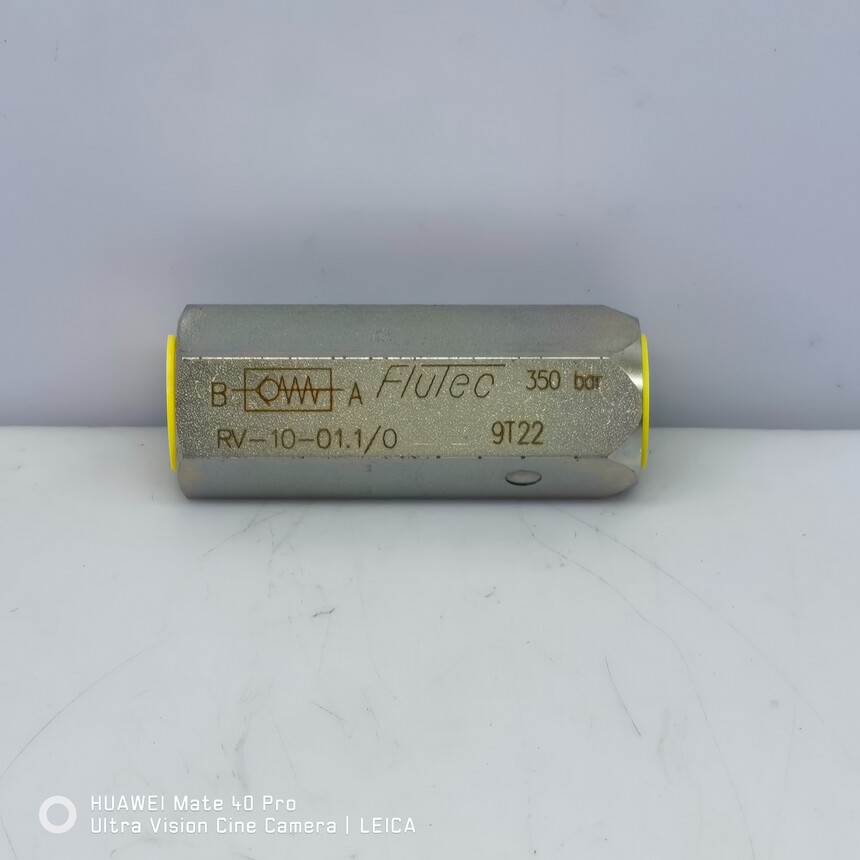 B A FluTec 350 bar
RV-10-01.1/0 9T22
HUAWEI Mate 40 Pro
Ultra Vision Cine Camera | LEICA